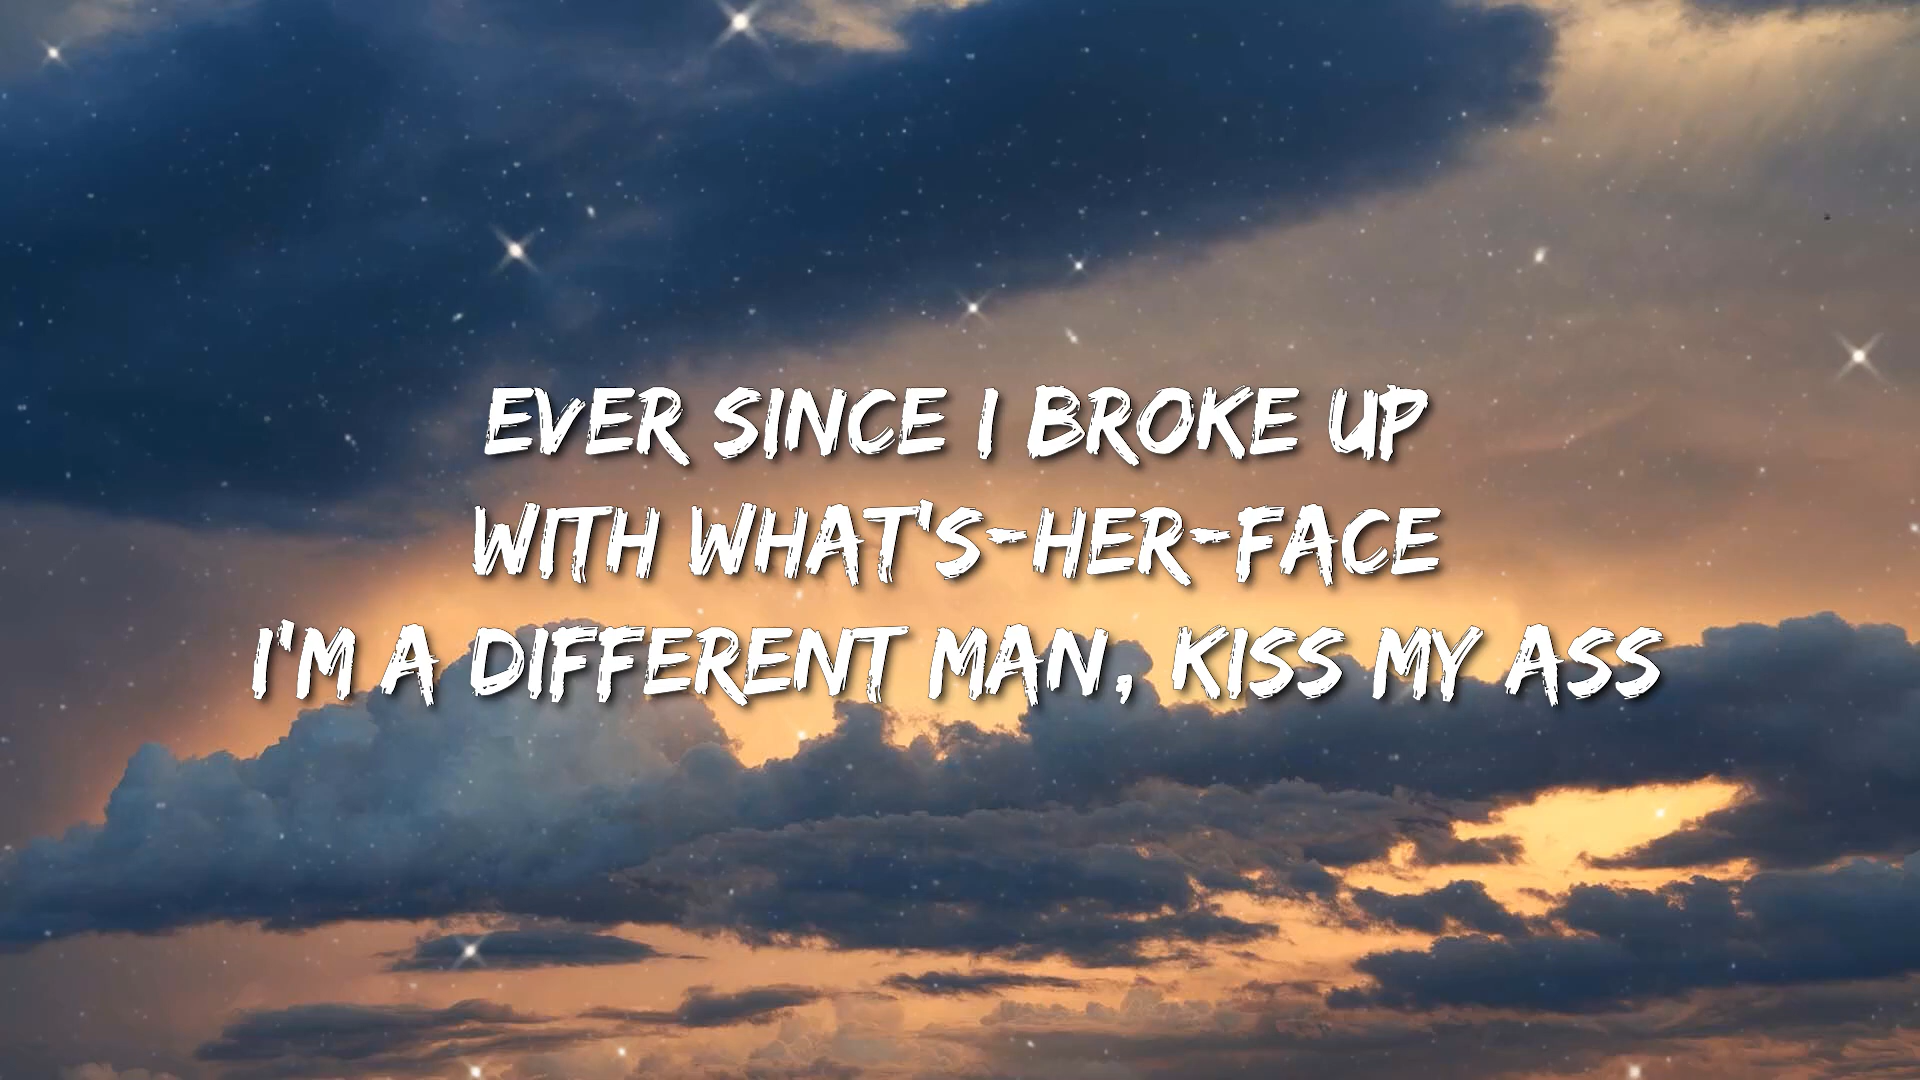 EVER SINCE I BROKE UP
WITH WHAT'S-HER-FACE
I'M A DIFFERENT MAN, KISS MY ASS